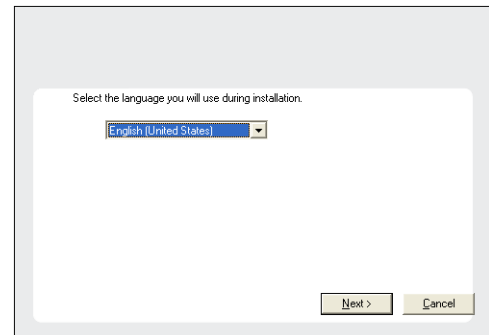 Select the language you will use during installation.
English (United States)
Next >
Cancel